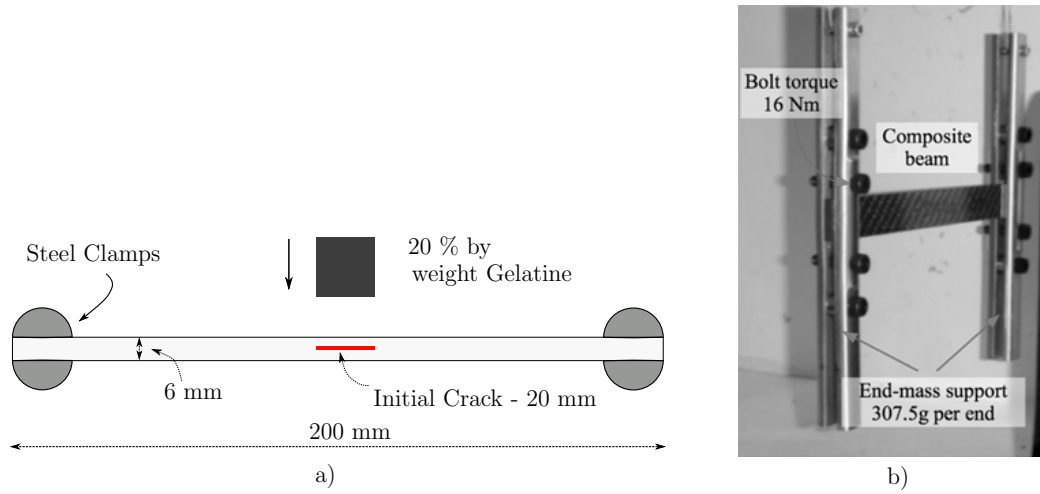 Steel Clamps
20 % by
weight Gelatine
6 mm
Initial Crack - 20 mm
200 mm
a)
Bolt torque
16 Nm
Composite
beam
End-mass support
307.5g per end
b)